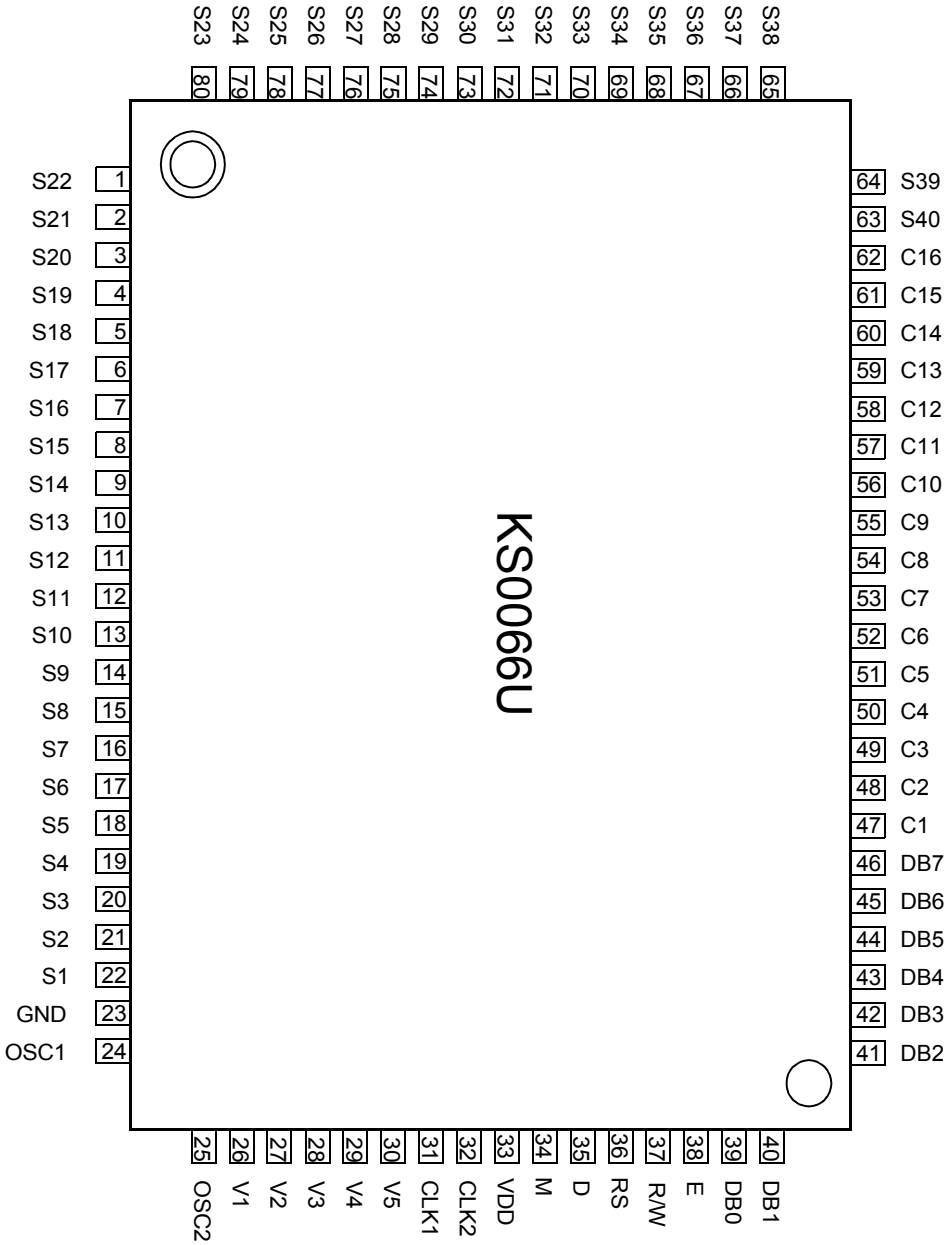 S23 S24 S25 S26 S27 S28 S29 S30 S31 S32 S33 S34 S35 S36 S37 S38
80 79 78 77 76 75 74 73 72 71 70 69 68 67 66 65
S22 1 64 S39
S21 2 63 S40
S20 3 62 C16
S19 4 61 C15
S18 5 60 C14
S17 6 59 C13
S16 7 58 C12
S15 8 57 C11
S14 9 56 C10
S13 10 55 C9
S12 11 54 C8
S11 12 53 C7
S10 13 52 C6
S9 14 51 C5
S8 15 50 C4
S7 16 49 C3
S6 17 48 C2
S5 18 47 C1
S4 19 46 DB7
S3 20 45 DB6
S2 21 44 DB5
S1 22 43 DB4
GND 23 42 DB3
OSC1 24 41 DB2
KS0066U
25 26 27 28 29 30 31 32 33 34 35 36 37 38 39 40
OSC2 V1 V2 V3 V4 V5 CLK1 CLK2 VDD M D RS R/W E DB0 DB1